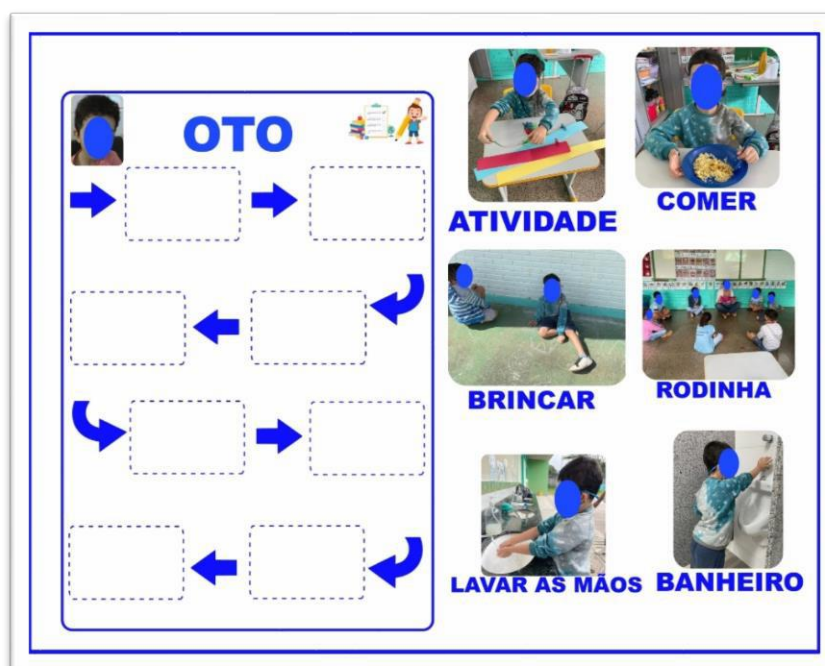 OTO
ATIVIDADE
COMER
BRINCAR
RODINHA
LAVAR AS MÃOS
BANHEIRO